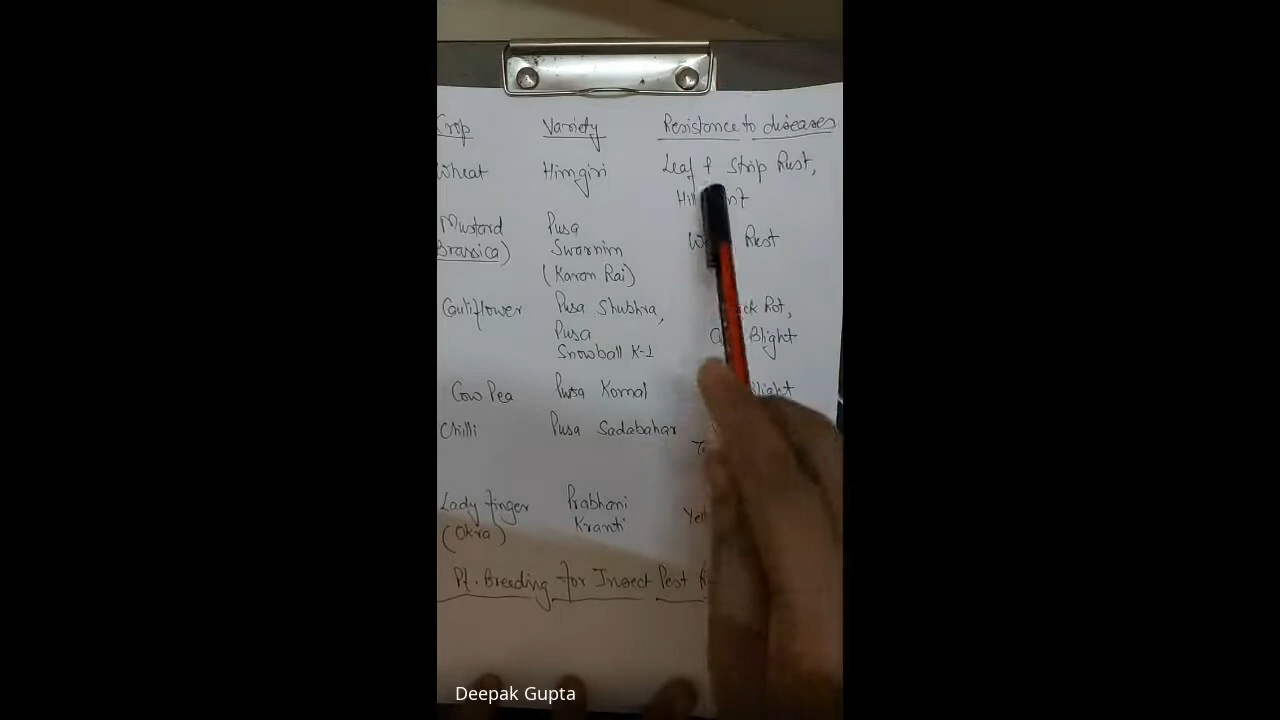 Crop Variety Resistance to diseases
Wheat Himgiri Leaf & Strip Rust,
Mustard Pusa
Brassica) Swarnim Rust
(Karan Rai)
Cauliflower Pusa Shubhra, Rot,
Pusa Blight
Snowball K-1
Cow Pea Pusa Komal
Chilli Pusa Sadabahar
Lady Finger Prabhani
(Okra) Kranti
Pl. Breeding for Insect Pest
Deepak Gupta